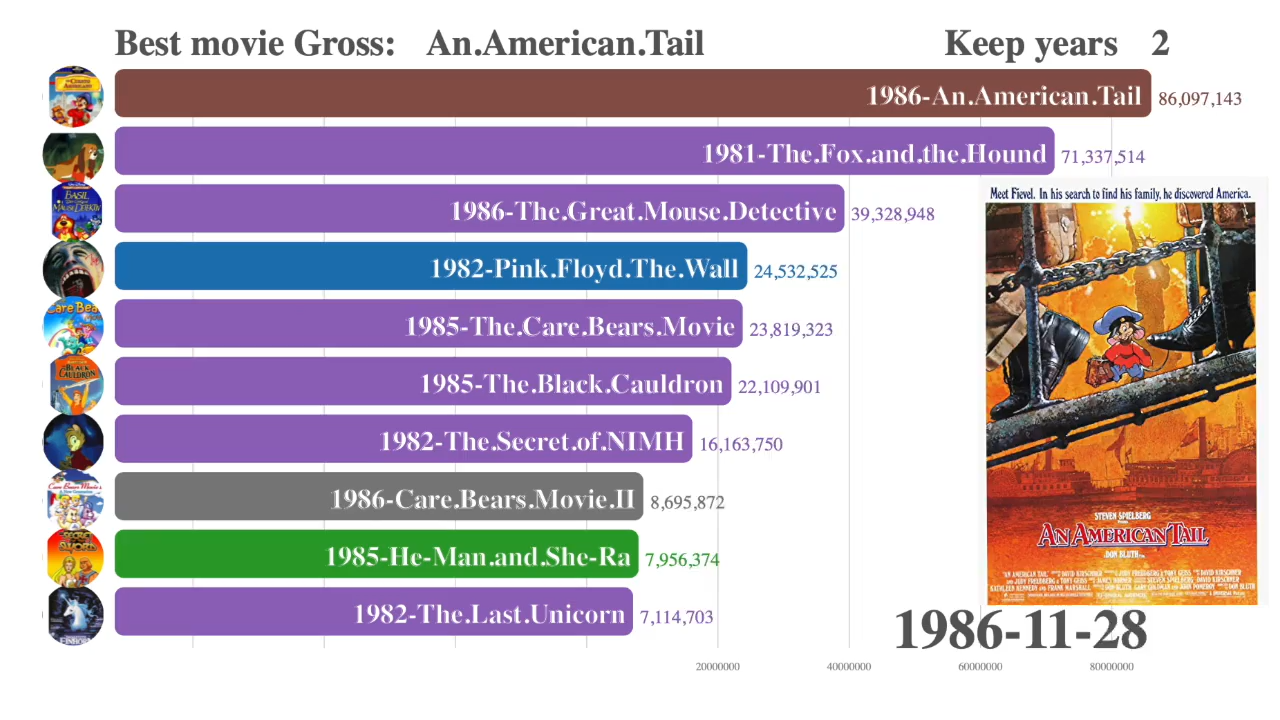 Best movie Gross: An.American.Tail Keep years 2
1986-An.American.Tail 86,097,143
1981-The.Fox.and.the.Hound 71,337,514
1986-The.Great.Mouse.Detective 39,328,948
1982-Pink.Floyd.The.Wall 24,532,525
1985-The.Care.Bears.Movie 23,819,323
1985-The.Black.Cauldron 22,109,901
1982-The.Secret.of.NIMH 16,163,750
1986-Care.Bears.Movie.II 8,695,872
1985-He-Man.and.She-Ra 7,956,374
1982-The.Last.Unicorn 7,114,703
Meet Fievel. In his search to find his family, he discovered America.
STEVEN SPIELBERG
AN AMERICAN TAIL
DON BLUTH
1986-11-28
20000000 40000000 60000000 80000000